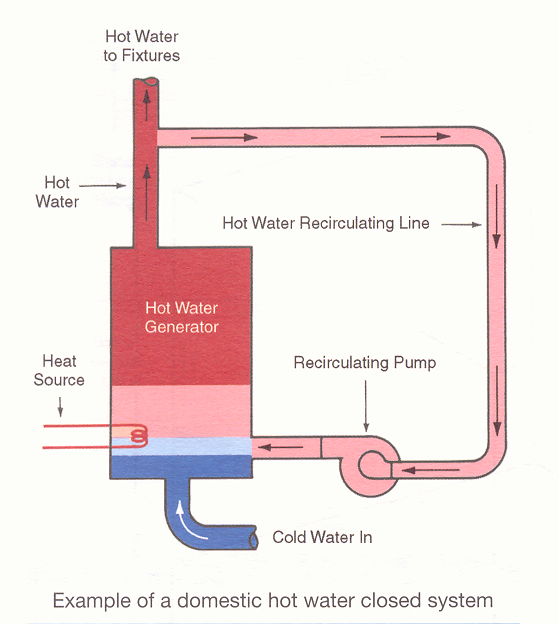 Hot Water
to Fixtures
Hot
Water
Hot Water Recirculating Line
Hot Water
Generator
Heat
Source
Recirculating Pump
Cold Water In
Example of a domestic hot water closed system